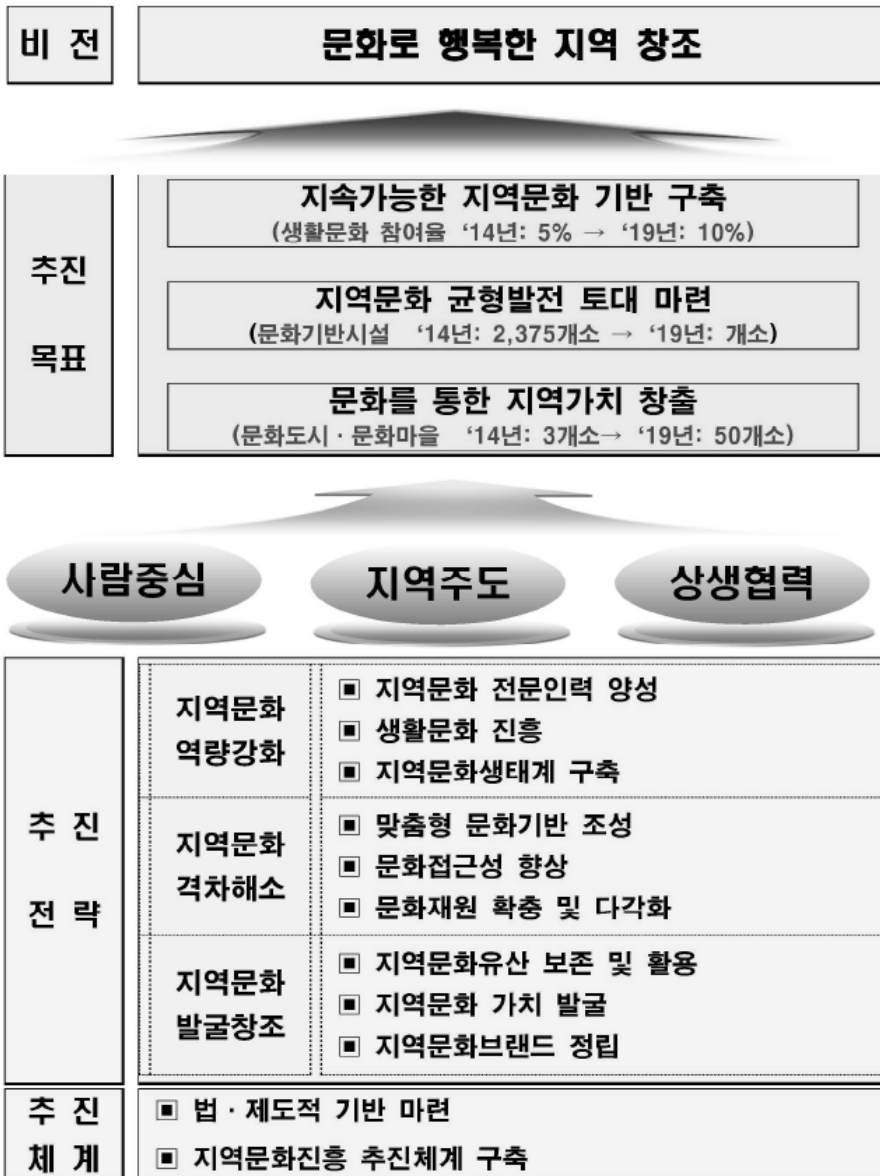 비 전
문화로 행복한 지역 창조
추진
목표
지속가능한 지역문화 기반 구축
(생활문화 참여율 ‘14년: 5% → ‘19년: 10%)
지역문화 균형발전 토대 마련
(문화기반시설 ‘14년: 2,375개소 → ‘19년: 개소)
문화를 통한 지역가치 창출
(문화도시 · 문화마을 ‘14년: 3개소→ ‘19년: 50개소)
사람중심
지역주도
상생협력
추 진
전 략
지역문화
역량강화
▣ 지역문화 전문인력 양성
▣ 생활문화 진흥
▣ 지역문화생태계 구축
지역문화
격차해소
▣ 맞춤형 문화기반 조성
▣ 문화접근성 향상
▣ 문화재원 확충 및 다각화
지역문화
발굴창조
▣ 지역문화유산 보존 및 활용
▣ 지역문화 가치 발굴
▣ 지역문화브랜드 정립
추 진
체 계
▣ 법 · 제도적 기반 마련
▣ 지역문화진흥 추진체계 구축